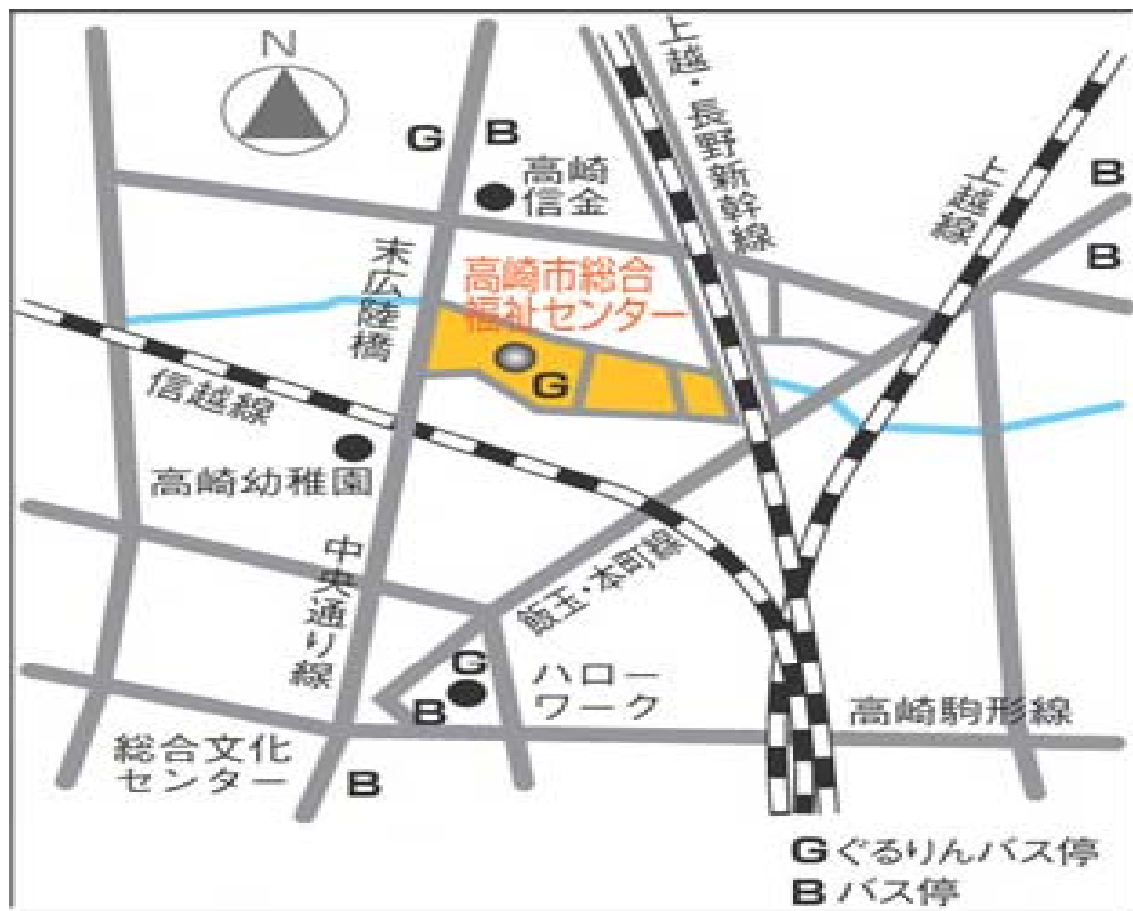 N
G
B
高崎
信金
上越・長野新幹線
上越線
B
B
末広陸橋
高崎市総合
福祉センター
G
信越線
高崎幼稚園
中央通り線
飯玉・本町線
G
B
ハロー
ワーク
高崎駒形線
総合文化
センター
B
Gぐるりんバス停
Bバス停